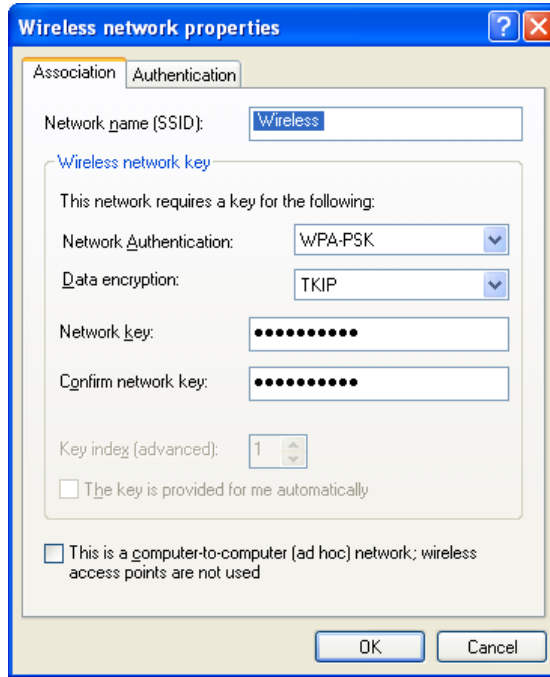 Wireless network properties
Association Authentication
Network name (SSID): Wireless
Wireless network key
This network requires a key for the following:
Network Authentication: WPA-PSK
Data encryption: TKIP
Network key: ••••••••••
Confirm network key: ••••••••••
Key index (advanced): 1
The key is provided for me automatically
This is a computer-to-computer (ad hoc) network; wireless
access points are not used
OK Cancel